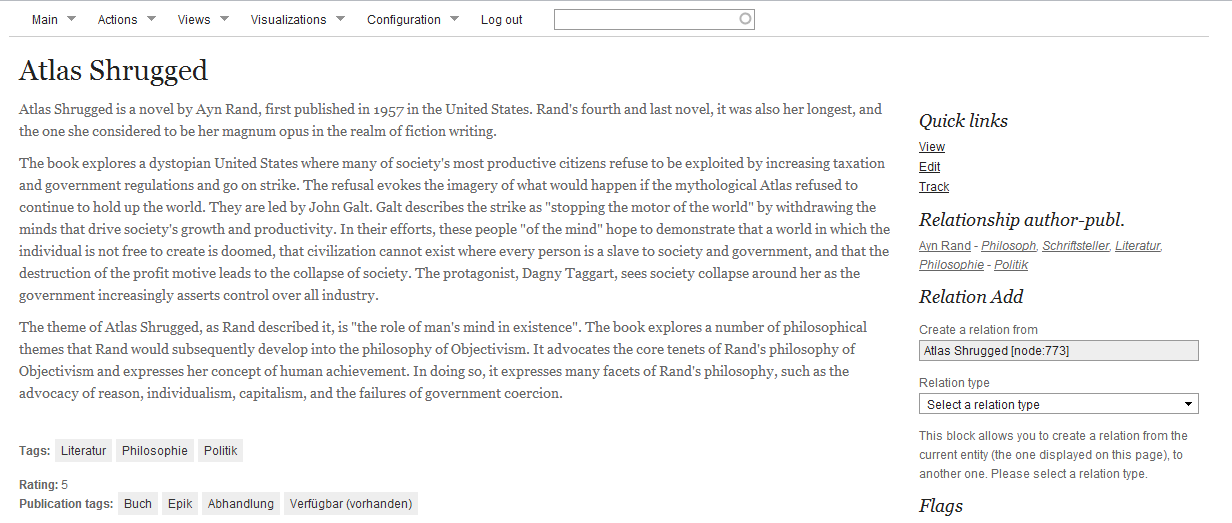 Main Actions Views Visualizations Configuration Log out
Atlas Shrugged
Atlas Shrugged is a novel by Ayn Rand, first published in 1957 in the United States. Rand's fourth and last novel, it was also her longest, and
the one she considered to be her magnum opus in the realm of fiction writing.
The book explores a dystopian United States where many of society's most productive citizens refuse to be exploited by increasing taxation
and government regulations and go on strike. The refusal evokes the imagery of what would happen if the mythological Atlas refused to
continue to hold up the world. They are led by John Galt. Galt describes the strike as "stopping the motor of the world" by withdrawing the
minds that drive society's growth and productivity. In their efforts, these people "of the mind" hope to demonstrate that a world in which the
individual is not free to create is doomed, that civilization cannot exist where every person is a slave to society and government, and that the
destruction of the profit motive leads to the collapse of society. The protagonist, Dagny Taggart, sees society collapse around her as the
government increasingly asserts control over all industry.
The theme of Atlas Shrugged, as Rand described it, is "the role of man's mind in existence". The book explores a number of philosophical
themes that Rand would subsequently develop into the philosophy of Objectivism. It advocates the core tenets of Rand's philosophy of
Objectivism and expresses her concept of human achievement. In doing so, it expresses many facets of Rand's philosophy, such as the
advocacy of reason, individualism, capitalism, and the failures of government coercion.
Tags: Literatur Philosophie Politik
Rating: 5
Publication tags: Buch Epik Abhandlung Verfügbar (vorhanden)
Quick links
View
Edit
Track
Relationship author-publ.
Ayn Rand - Philosoph, Schriftsteller, Literatur,
Philosophie - Politik
Relation Add
Create a relation from
Atlas Shrugged [node:773]
Relation type
Select a relation type
This block allows you to create a relation from the
current entity (the one displayed on this page), to
another one. Please select a relation type.
Flags